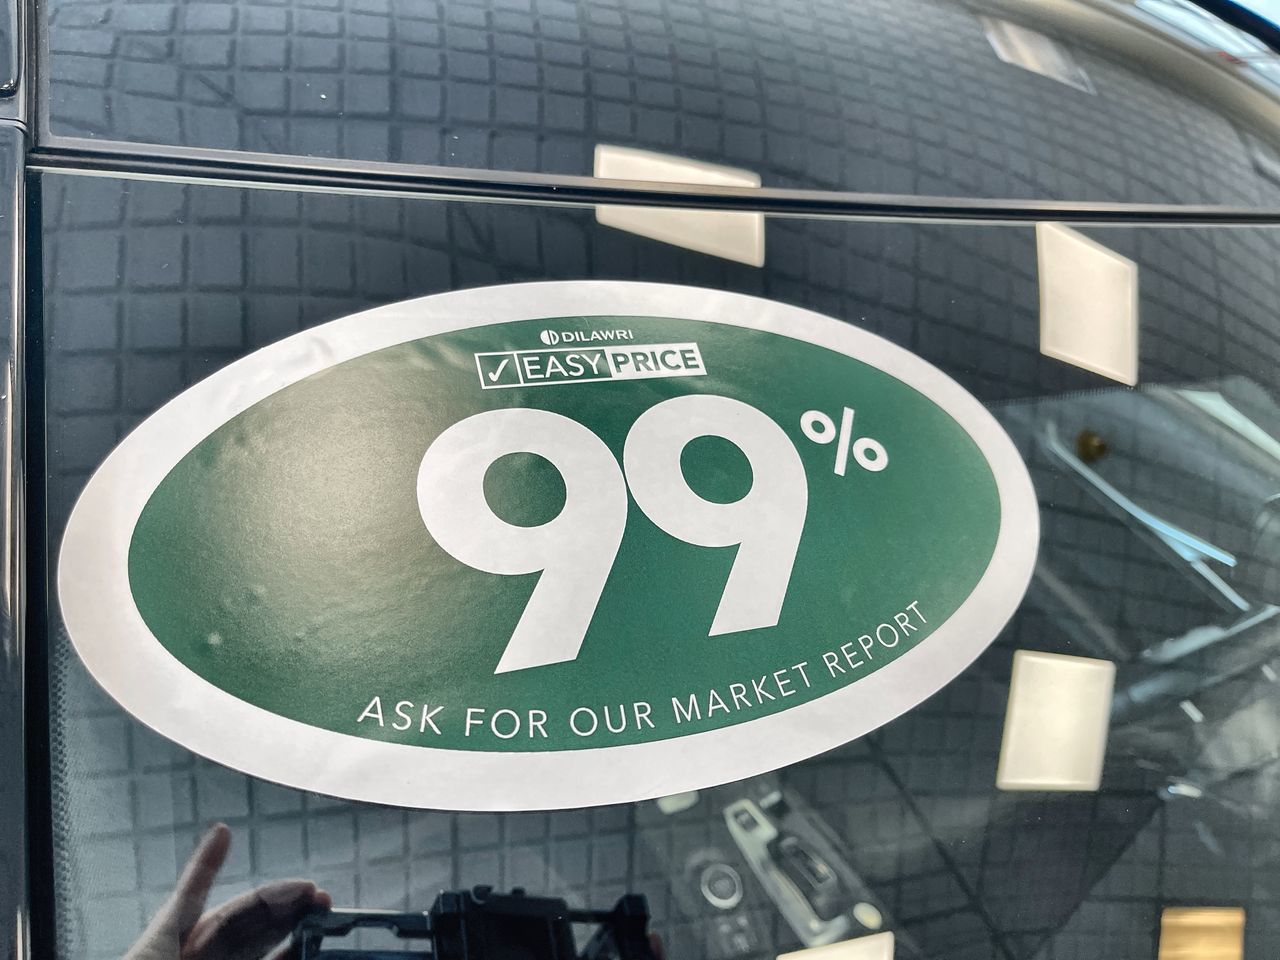 DILAWRI
✓ EASY PRICE
99%
ASK FOR OUR MARKET REPORT